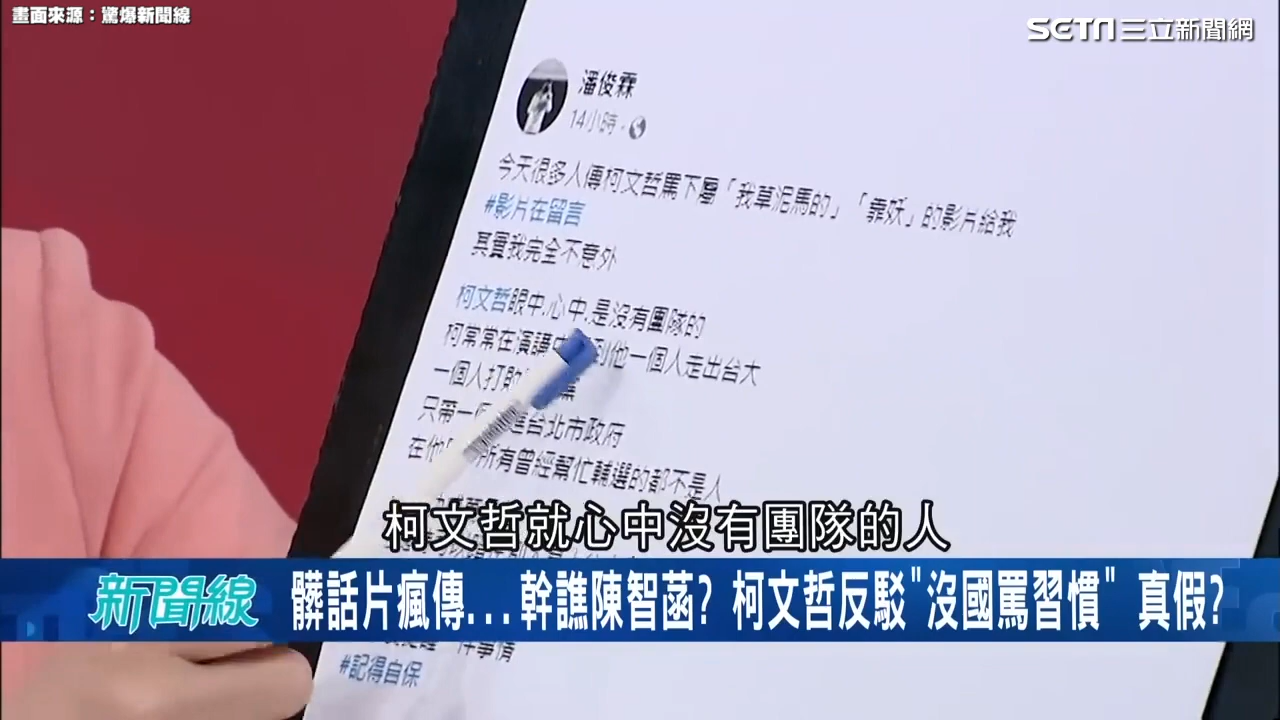 畫面來源：驚爆新聞線
SETN三立新聞網
潘俊霖
14小時
今天很多人傳柯文哲罵下屬「我草泥馬的」「靠妖」的影片給我
#影片在留言
其實我完全不意外
柯文哲眼中.心中.是沒有團隊的
柯常常在演講 到他一個人走出台大
一個人打敗
只帶一 進台北市政府
在他 所有曾經幫忙輔選的都不是人
柯文哲就心中沒有團隊的人
新聞線
髒話片瘋傳...幹譙陳智菡? 柯文哲反駁"沒國罵習慣" 真假?
件事情
#記得自保